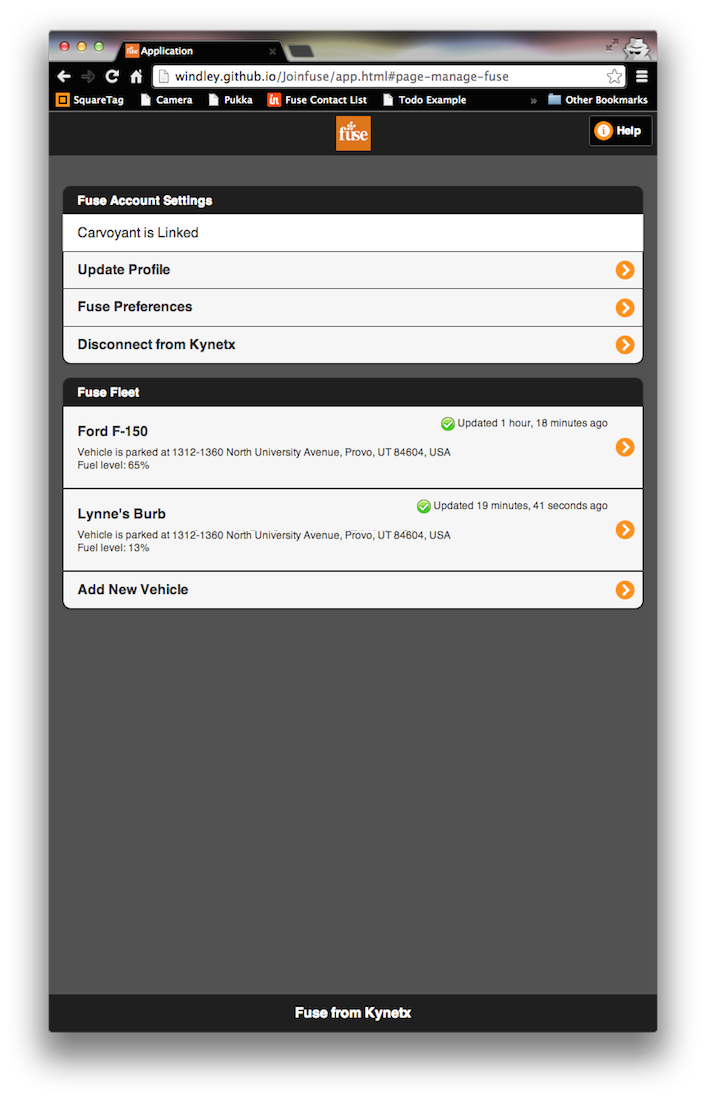 fuse Application
windley.github.io/Joinfuse/app.html#page-manage-fuse
SquareTag Camera Pukka in Fuse Contact List Todo Example » Other Bookmarks
fuse
i Help
Fuse Account Settings
Carvoyant is Linked
Update Profile
Fuse Preferences
Disconnect from Kynetx
Fuse Fleet
Updated 1 hour, 18 minutes ago
Ford F-150
Vehicle is parked at 1312-1360 North University Avenue, Provo, UT 84604, USA
Fuel level: 65%
Updated 19 minutes, 41 seconds ago
Lynne's Burb
Vehicle is parked at 1312-1360 North University Avenue, Provo, UT 84604, USA
Fuel level: 13%
Add New Vehicle
Fuse from Kynetx